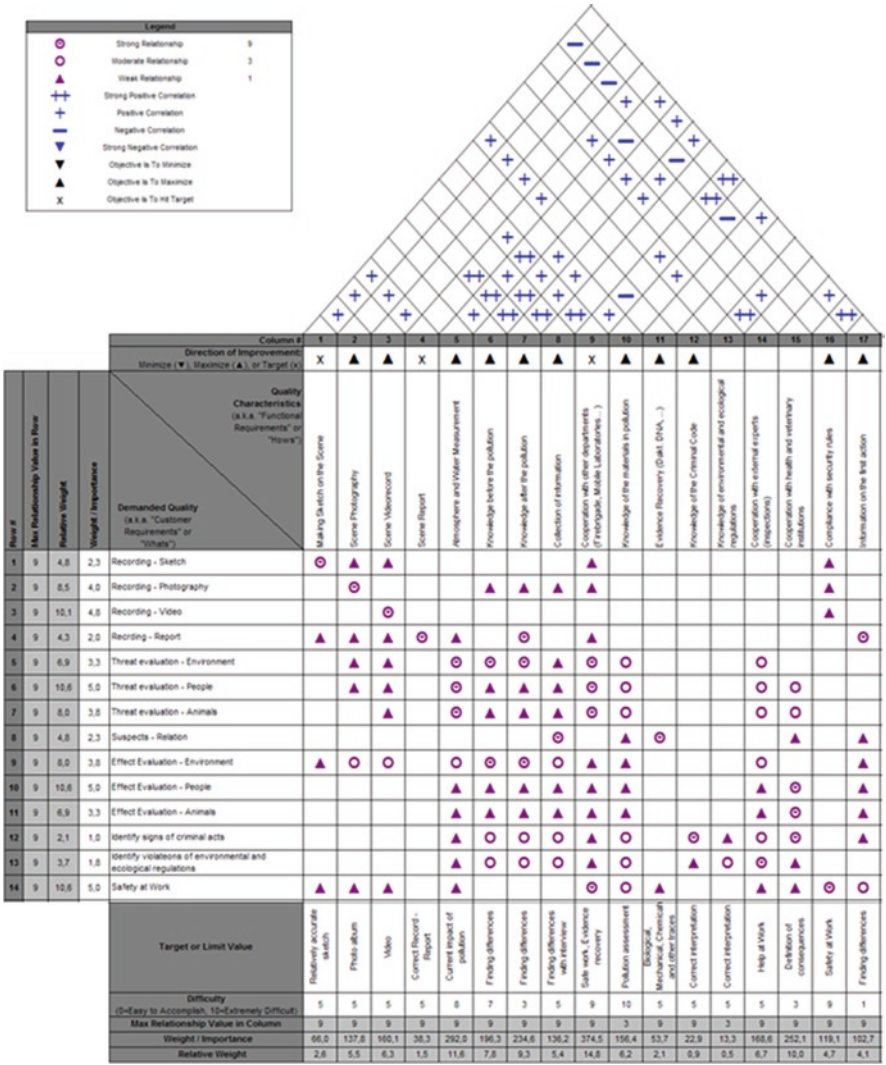 Legend
Strong Relationship 9
Moderate Relationship 3
Weak Relationship 1
Strong Positive Correlation
Positive Correlation
Negative Correlation
Strong Negative Correlation
Objective Is To Minimize
Objective Is To Maximize
X Objective Is To Hit Target
Column # 1 2 3 4 5 6 7 8 9 10 11 12 13 14 15 16 17
Direction of Improvement:
Minimize (▼), Maximize (▲), or Target (x)
X ▲ ▲ X ▲ ▲ ▲ ▲ X ▲ ▲ ▲ ▲ ▲
Row #
Max Relationship Value in Row
Relative Weight
Weight / Importance
Quality
Characteristics
(a.k.a. "Functional
Requirements" or
"Hows")
Demanded Quality
(a.k.a. "Customer
Requirements" or
"Whats")
Making Sketch on the Scene
Scene Photography
Scene Videorecord
Scene Report
Atmosphere and Water Measurement
Knowledge before the pollution
Knowledge after the pollution
Collection of information
Cooperation with other departments
(Firebrigade, Mobile Laboratories... )
Knowledge of the materials in pollution
Evidence Recovery (Dakt. DNA, ...)
Knowledge of the Criminal Code
Knowledge of environmental and ecological
regulations
Cooperation with external experts
(inspections)
Cooperation with health and veterinary
institutions
Compliance with security rules
Information on the first action
1 9 4,8 2,3 Recording - Sketch
2 9 8,5 4,0 Recording - Photography
3 9 10,1 4,8 Recording - Video
4 9 4,3 2,0 Recrding - Report
5 9 6,9 3,3 Threat evaluation - Environment
6 9 10,6 5,0 Threat evaluation - People
7 9 8,0 3,8 Threat evaluation - Animals
8 9 4,8 2,3 Suspects - Relation
9 9 8,0 3,8 Effect Evaluation - Environment
10 9 10,6 5,0 Effect Evaluation - People
11 9 6,9 3,3 Effect Evaluation - Animals
12 9 2,1 1,0 Identify signs of criminal acts
13 9 3,7 1,8 Identify violateons of environmental and
ecological regulations
14 9 10,6 5,0 Safety at Work
Target or Limit Value
Relatively accurate
sketch
Photo album
Video
Correct Record -
Report
Current impact of
pollution
Finding differences
Finding differences
Finding differences
with interview
Safe work, Evidence
recovery
Pollution assessment
Biological,
Mechanical, Chemical
and other traces
Correct interpretation
Correct interpretation
Help at Work
Definition of
consequences
Safety at Work
Finding differences
Difficulty
(0=Easy to Accomplish, 10=Extremely Difficult)
5 5 5 5 8 7 3 5 9 10 5 5 5 5 3 9 1
Max Relationship Value in Column 9 9 9 9 9 9 9 9 9 3 9 9 3 9 9 9 9
Weight / Importance 66,0 137,8 160,1 38,3 292,0 196,3 234,6 136,2 374,5 156,4 53,7 22,9 13,3 168,6 252,1 119,1 102,7
Relative Weight 2,6 5,5 6,3 1,5 11,6 7,8 9,3 5,4 14,8 6,2 2,1 0,9 0,5 6,7 10,0 4,7 4,1